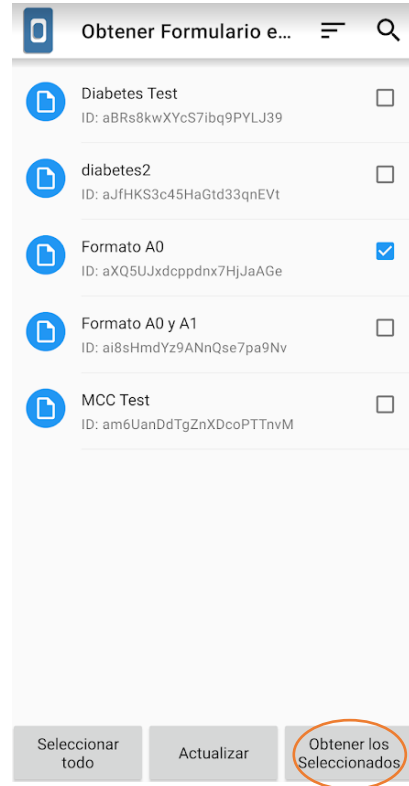 Obtener Formulario e...
Diabetes Test
ID: aBRs8kwXYcS7ibq9PYLJ39
diabetes2
ID: aJfHKS3c45HaGtd33qnEVt
Formato A0
ID: aXQ5UJxdcppdnx7HjJaAGe
Formato A0 y A1
ID: ai8sHmdYz9ANnQse7pa9Nv
MCC Test
ID: am6UanDdTgZnXDcoPTTnvM
Seleccionar
todo
Actualizar
Obtener los
Seleccionados